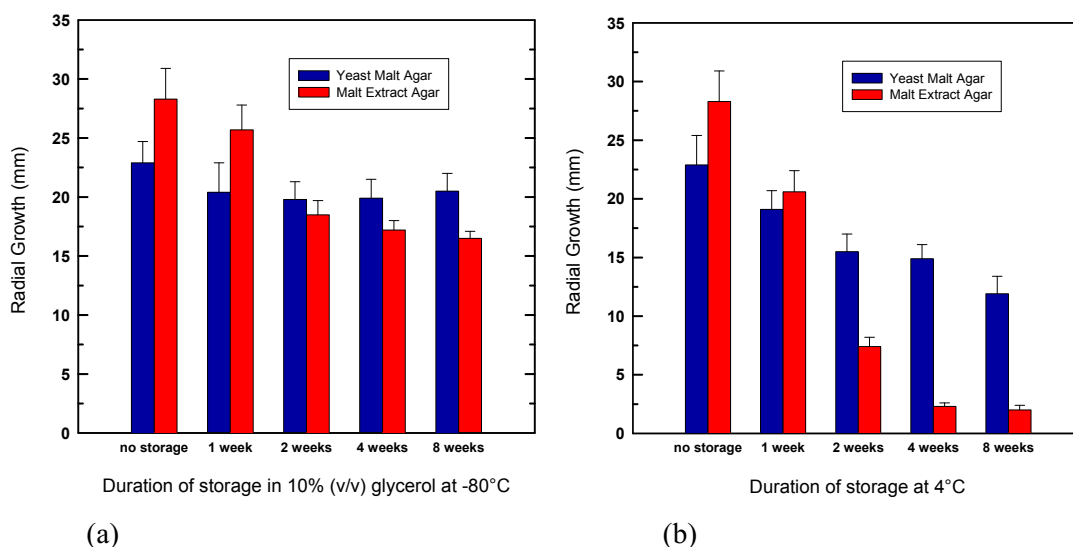 35
30
25
20
15
10
5
0
Radial Growth (mm)
Yeast Malt Agar
Malt Extract Agar
no storage 1 week 2 weeks 4 weeks 8 weeks
Duration of storage in 10% (v/v) glycerol at -80°C
(a)
35
30
25
20
15
10
5
0
Radial Growth (mm)
Yeast Malt Agar
Malt Extract Agar
no storage 1 week 2 weeks 4 weeks 8 weeks
Duration of storage at 4°C
(b)